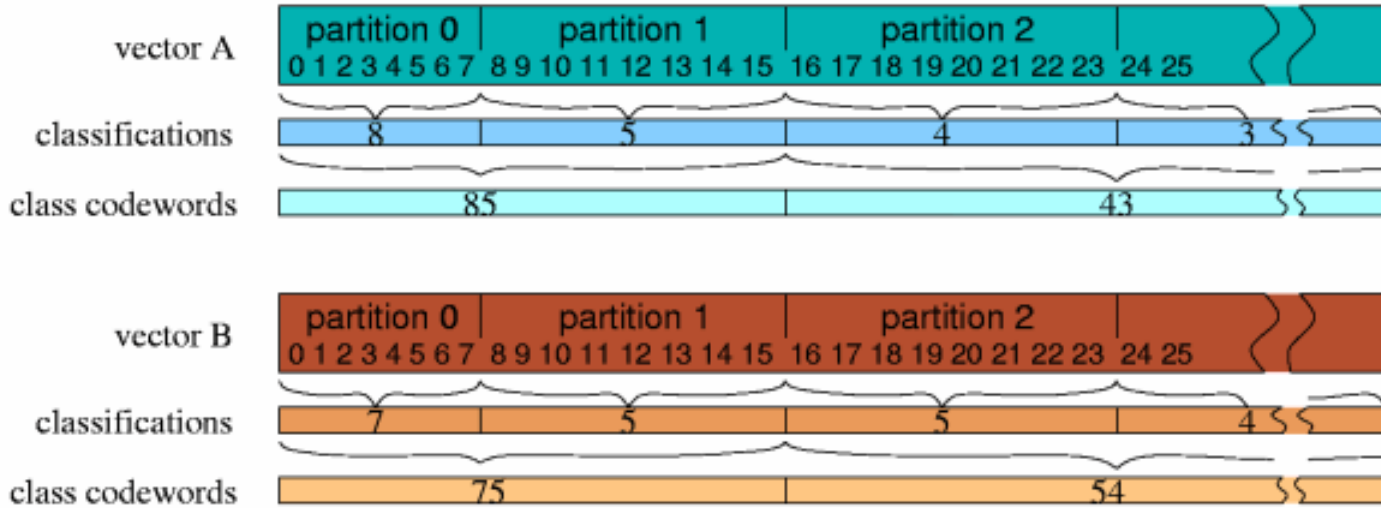 partition 0 partition 1 partition 2
vector A
0 1 2 3 4 5 6 7 8 9 10 11 12 13 14 15 16 17 18 19 20 21 22 23 24 25
classifications 8 5 4 3
class codewords 85 43
partition 0 partition 1 partition 2
vector B
0 1 2 3 4 5 6 7 8 9 10 11 12 13 14 15 16 17 18 19 20 21 22 23 24 25
classifications 7 5 5 4
class codewords 75 54